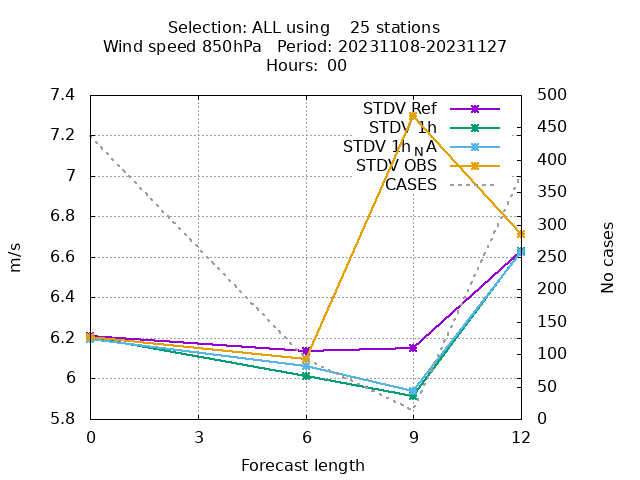 Selection: ALL using    25 stations
Wind speed 850hPa   Period: 20231108-20231127
Hours:  00
7.4
7.2
7
6.8
6.6
6.4
6.2
6
5.8
m/s
STDV Ref
STDV 1h
STDV 1h_N A
STDV OBS
CASES
500
450
400
350
300
250
200
150
100
50
0
No cases
0 3 6 9 12
Forecast length